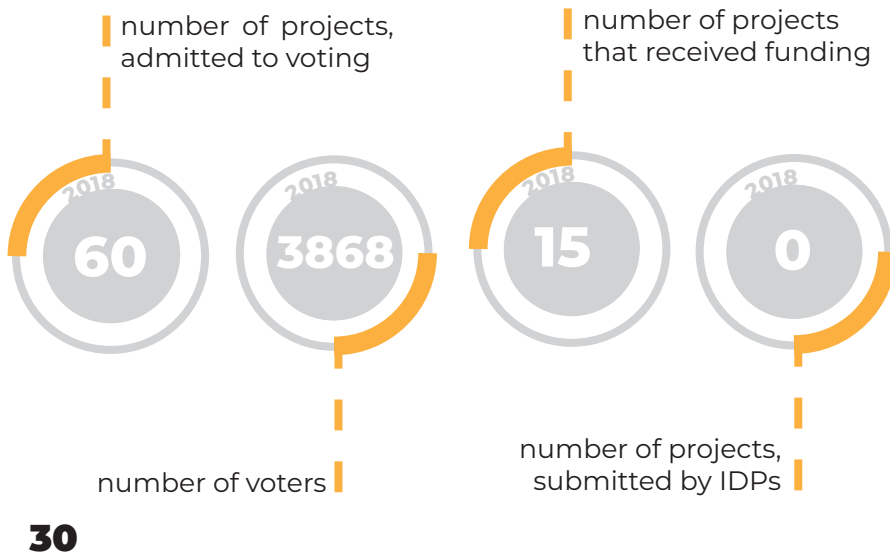 number of projects,
admitted to voting
number of projects
that received funding
2018
60
2018
3868
2018
15
2018
0
number of voters
number of projects,
submitted by IDPs
30